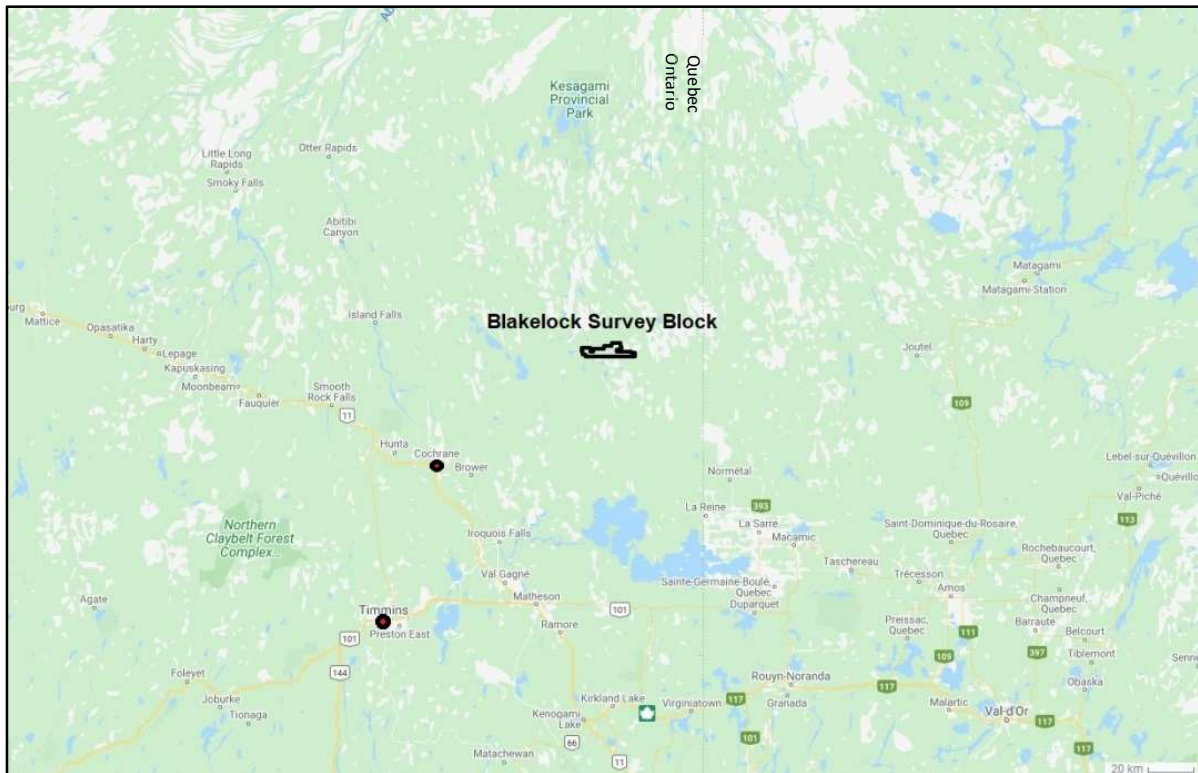 Quebec
Ontario
Kesagami
Provincial
Park
Little Long
Rapids
Smoky Falls
Otter Rapids
Abitibi
Canyon
Matagami
Matagami-Station
Mattice
Opasatika
Harty
Lepage
Kapuskasing
Moonbeam
Fauquier
Island Falls
Smooth
Rock Falls
11
Blakelock Survey Block
Joutel
109
Hunta
Cochrane
Brower
Normétal
Lebel-sur-Quévillon
Quévillon
Val-Piché
113
La Reine
393
La Sarre
Macamic
Saint-Dominique-du-Rosaire,
Quebec
Rochebaucourt,
Quebec
Northern
Claybelt Forest
Complex...
Iroquois Falls
Taschereau
Val Gagné
Matheson
101
Sainte-Germaine-Boulé,
Quebec
Duparquet
Trécesson
Amos
Champneuf,
Quebec
Agate
Timmins
Preston East
101
Ramore
Preissac,
Quebec
111
Barraute
Belcourt
397
Tiblemont
Senne
109
Foleyet
144
Joburke
Tionaga
Kirkland Lake
Kenogami
Lake
Virginiatown
117
Rouyn-Noranda
Granada
117
Obaska
Malartic
Val-d'Or
117
117
101
66
Matachewan
11
20 km